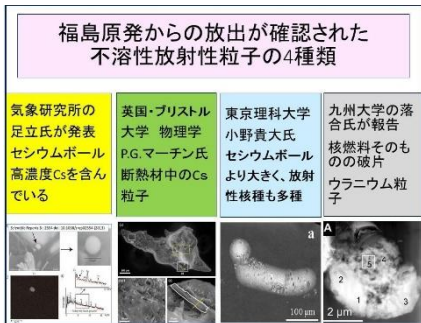 福島原発からの放出が確認された
不溶性放射性粒子の4種類
気象研究所の
足立氏が発表
セシウムボール
高濃度Csを含ん
でいる
英国・ブリストル
大学 物理学
P.G.マーチン氏
断熱材中のCs
粒子
東京理科大学
小野貴大氏
セシウムボール
より大きく、放射
性核種も多種
九州大学の落
合氏が報告
核燃料そのも
のの破片
ウラニウム粒
子
a
100 μm
A
5
4
2
1
3
2 μm